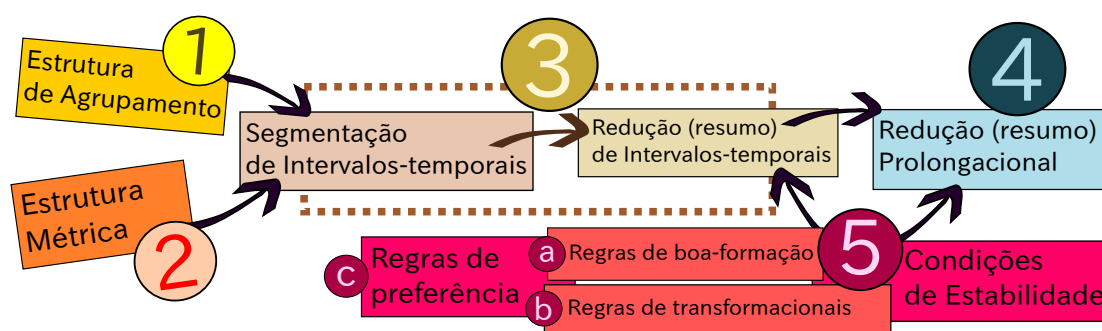 1
Estrutura
de Agrupamento
3
4
Segmentação
de Intervalos-temporais
Redução (resumo)
de Intervalos-temporais
Redução (resumo)
Prolongacional
Estrutura
Métrica
2
5
c
Regras de
preferência
a
Regras de boa-formação
b
Regras de transformacionais
Condições
de Estabilidade